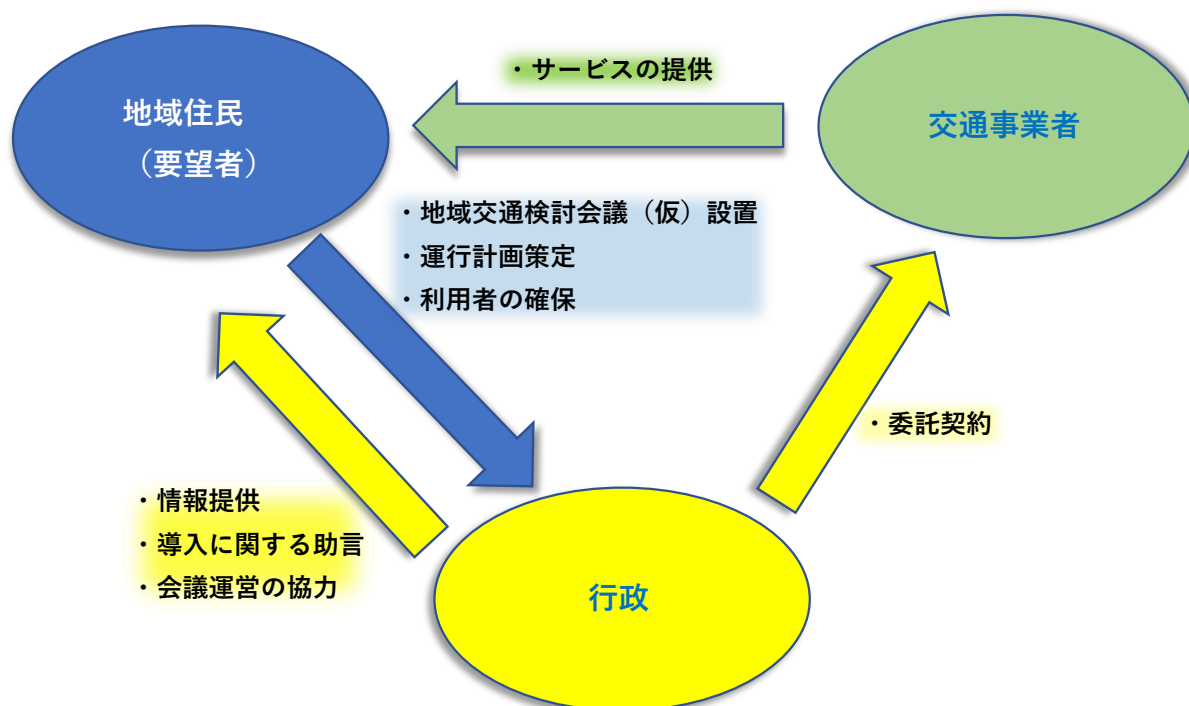 ・サービスの提供
地域住民
（要望者）
交通事業者
・地域交通検討会議（仮）設置
・運行計画策定
・利用者の確保
・委託契約
・情報提供
・導入に関する助言
・会議運営の協力
行政